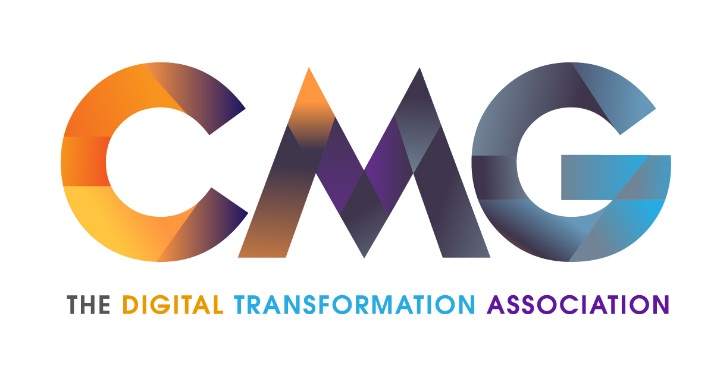 CMG
THE DIGITAL TRANSFORMATION ASSOCIATION